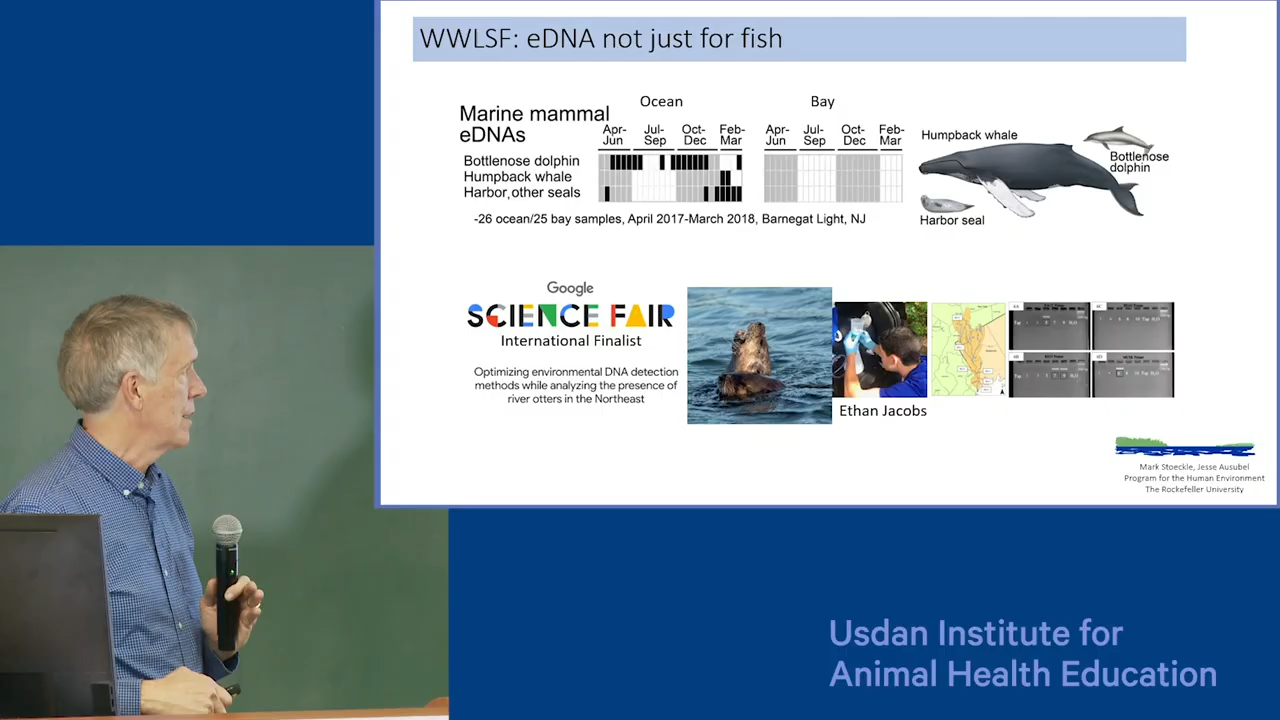 WWLSF: eDNA not just for fish
Marine mammal
eDNAs
Ocean
Bay
Apr-
Jun
Jul-
Sep
Oct-
Dec
Feb-
Mar
Apr-
Jun
Jul-
Sep
Oct-
Dec
Feb-
Mar
Bottlenose dolphin
Humpback whale
Harbor, other seals
-26 ocean/25 bay samples, April 2017-March 2018, Barnegat Light, NJ
Humpback whale
Bottlenose
dolphin
Harbor seal
Google
SCIENCE FAIR
International Finalist
Optimizing environmental DNA detection
methods while analyzing the presence of
river otters in the Northeast
Ethan Jacobs
Mark Stoeckle, Jesse Ausubel
Program for the Human Environment
The Rockefeller University
Usdan Institute for
Animal Health Education